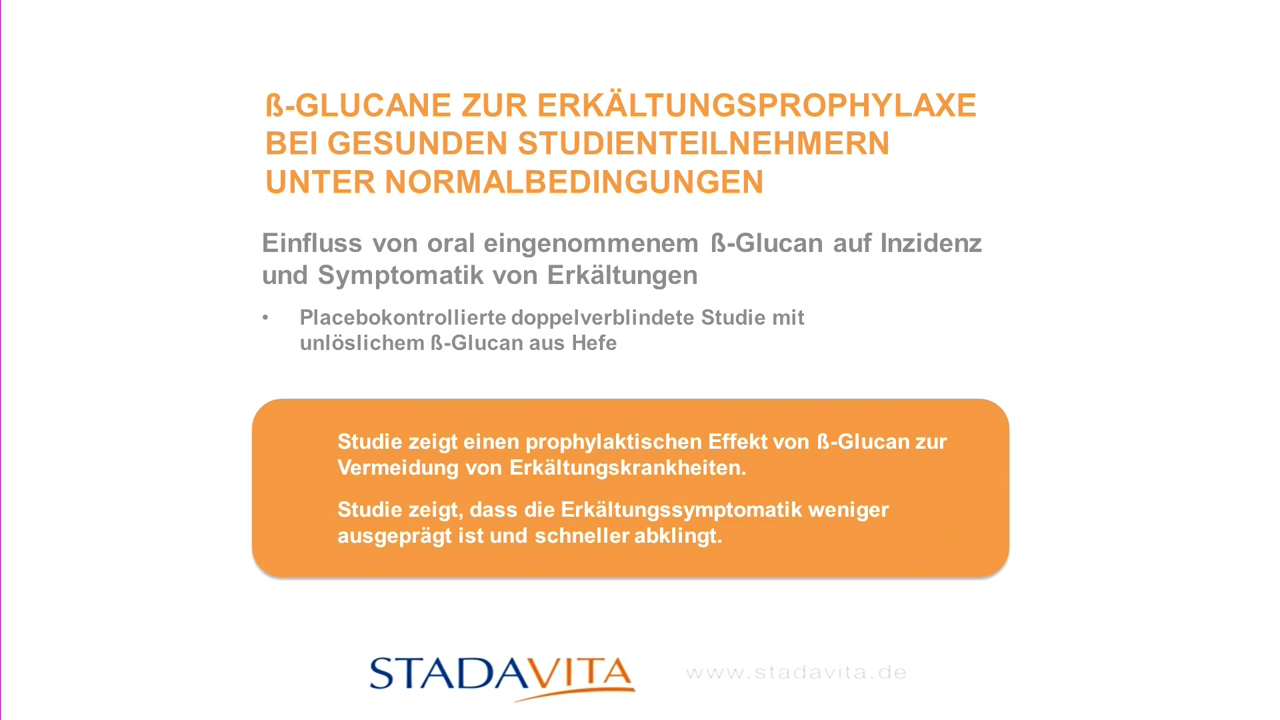 ß-GLUCANE ZUR ERKÄLTUNGSPROPHYLAXE
BEI GESUNDEN STUDIENTEILNEHMERN
UNTER NORMALBEDINGUNGEN
Einfluss von oral eingenommenem ß-Glucan auf Inzidenz
und Symptomatik von Erkältungen
• Placebokontrollierte doppelverblindete Studie mit
unlöslichem ß-Glucan aus Hefe
Studie zeigt einen prophylaktischen Effekt von ß-Glucan zur
Vermeidung von Erkältungskrankheiten.
Studie zeigt, dass die Erkältungssymptomatik weniger
ausgeprägt ist und schneller abklingt.
STADAVITA www.stadavita.de